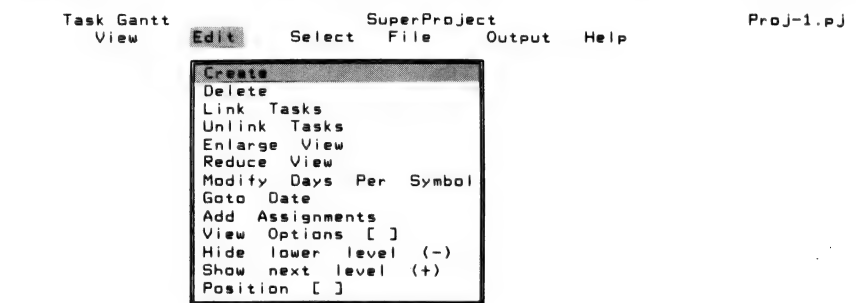 Task Gantt SuperProject Proj-1.pj
View Edit Select File Output Help
Create
Delete
Link Tasks
Unlink Tasks
Enlarge View
Reduce View
Modify Days Per Symbol
Goto Date
Add Assignments
View Options [ ]
Hide lower level (-)
Show next level (+)
Position [ ]